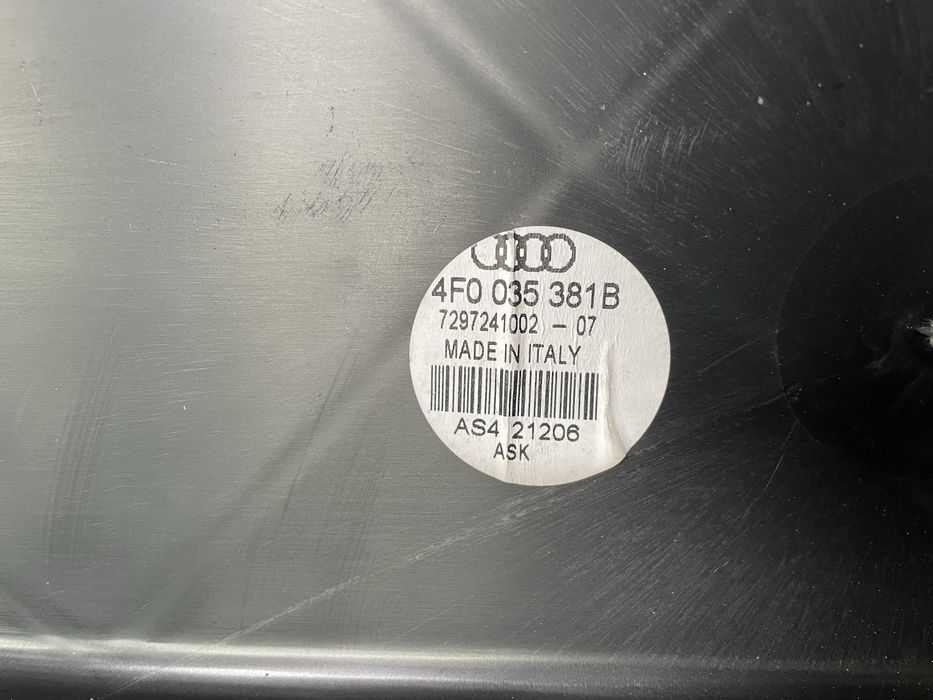 4F0 035 381B
7297241002 - 07
MADE IN ITALY
AS4 21206
ASK